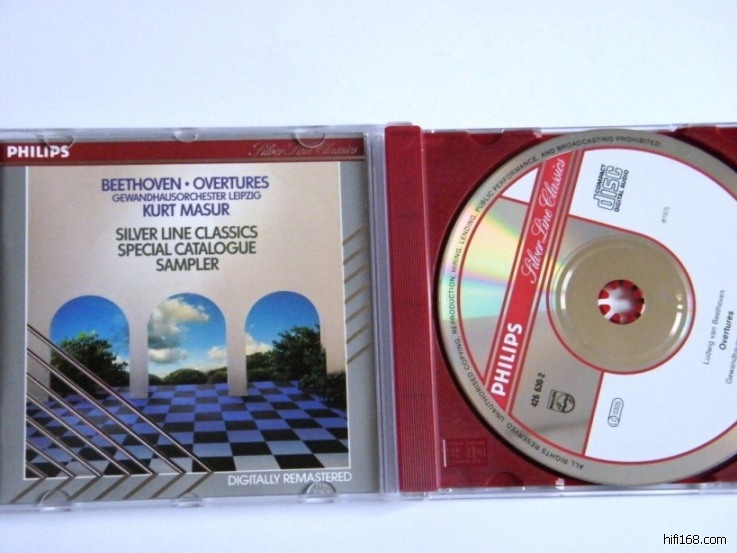 PHILIPS
Silver Line Classics
BEETHOVEN • OVERTURES
GEWANDHAUSORCHESTER LEIPZIG
KURT MASUR
SILVER LINE CLASSICS
SPECIAL CATALOGUE
SAMPLER
DIGITALLY REMASTERED
ALL RIGHTS RESERVED. UNAUTHORISED COPYING, REPRODUCTION, HIRING, LENDING, PUBLIC PERFORMANCE, AND BROADCASTING PROHIBITED
PHILIPS
Silver Line Classics
COMPACT
disc
DIGITAL AUDIO
426 630-2
Ludwig van Beethoven
Overtures
hifi168.com